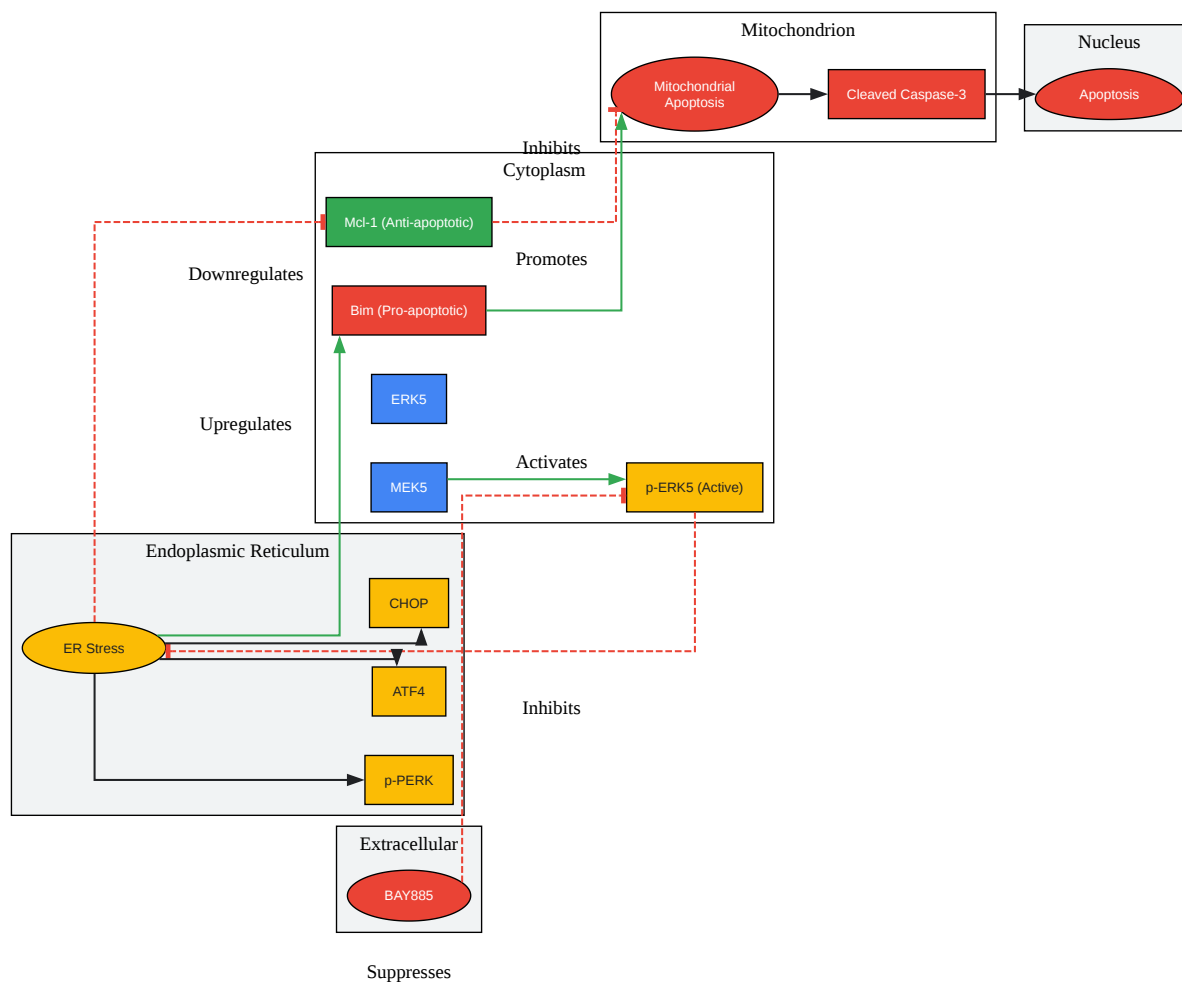 Mitochondrion
Nucleus
Mitochondrial
Apoptosis
Cleaved Caspase-3
Apoptosis
Inhibits
Cytoplasm
Mcl-1 (Anti-apoptotic)
Promotes
Downregulates
Bim (Pro-apoptotic)
ERK5
Upregulates
Activates
MEK5
p-ERK5 (Active)
Endoplasmic Reticulum
CHOP
ER Stress
ATF4
Inhibits
p-PERK
Extracellular
BAY885
Suppresses